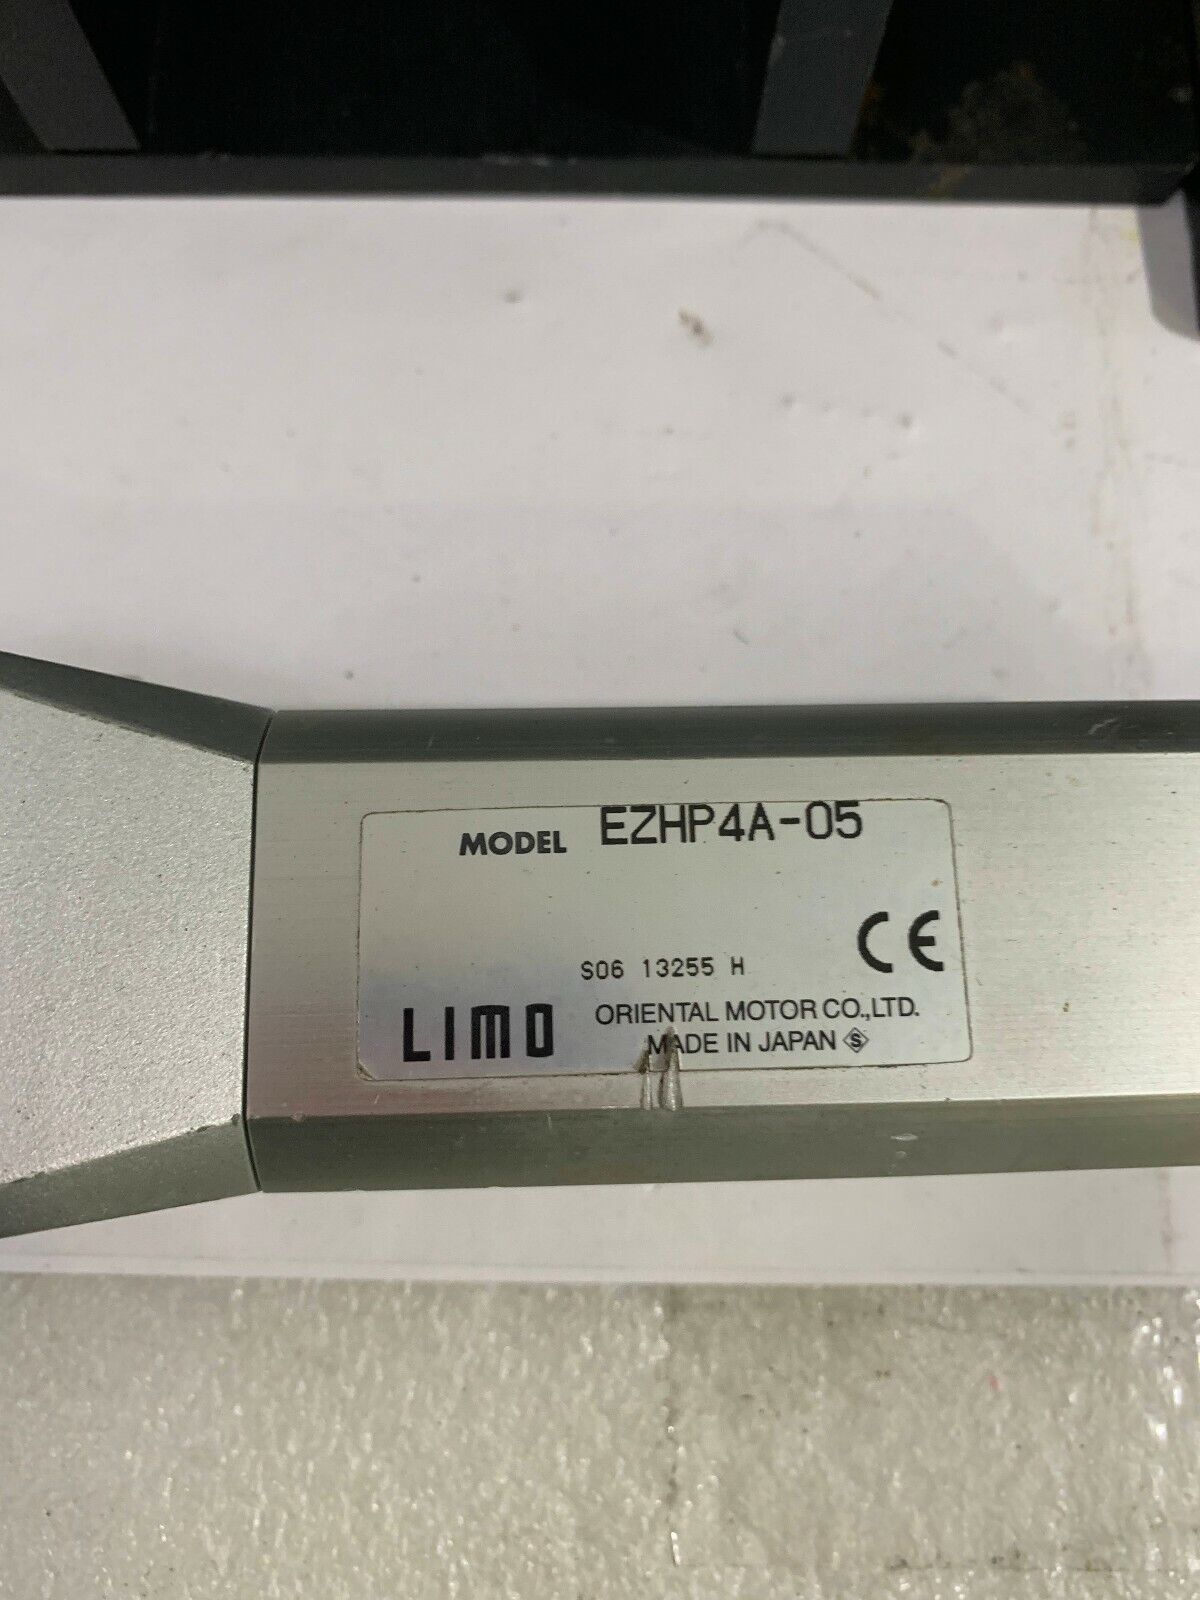 MODEL EZHP4A-05
CE
S06 13255 H
LIMO ORIENTAL MOTOR CO.,LTD.
MADE IN JAPAN S